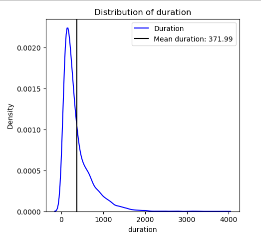 Distribution of duration
Duration
Mean duration: 371.99
0.0020
0.0015
0.0010
0.0005
0.0000
Density
0
1000
2000
3000
4000
duration